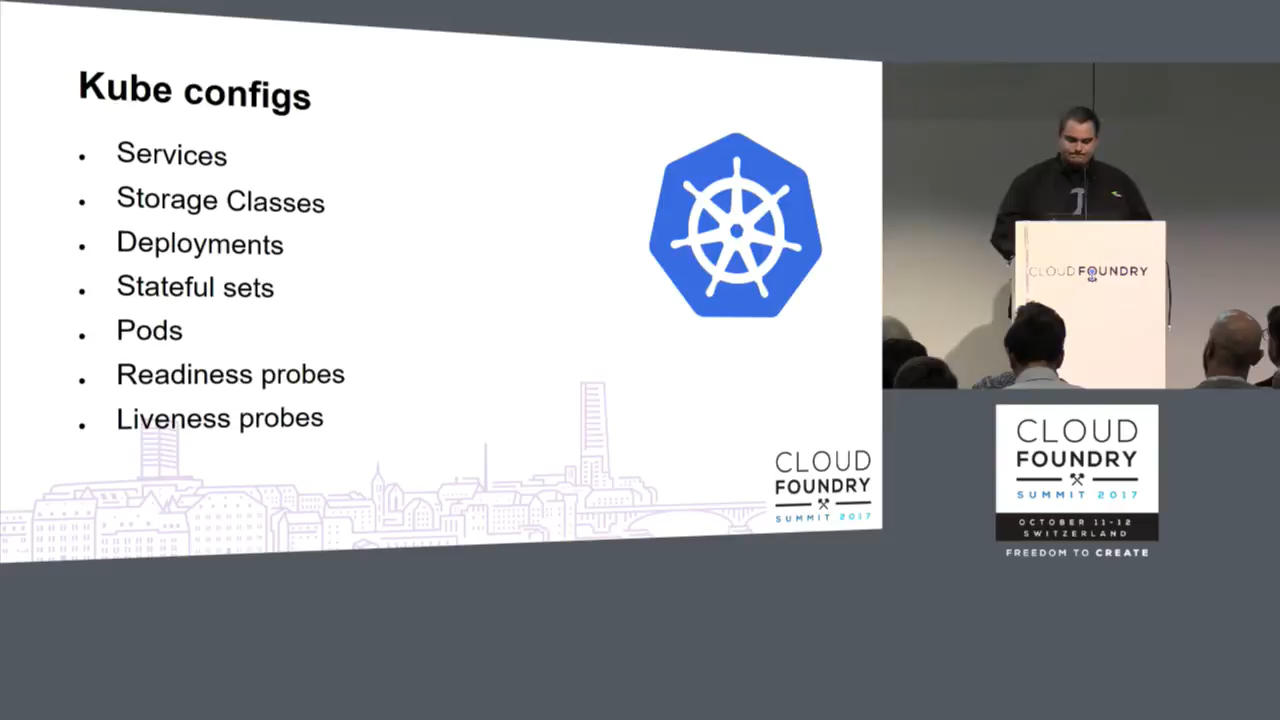 Kube configs
Services
Storage Classes
Deployments
Stateful sets
Pods
Readiness probes
Liveness probes
CLOUD
FOUNDRY
SUMMIT 2017
CLOUD FOUNDRY
CLOUD
FOUNDRY
SUMMIT 2017
OCTOBER 11-12
SWITZERLAND
FREEDOM TO CREATE